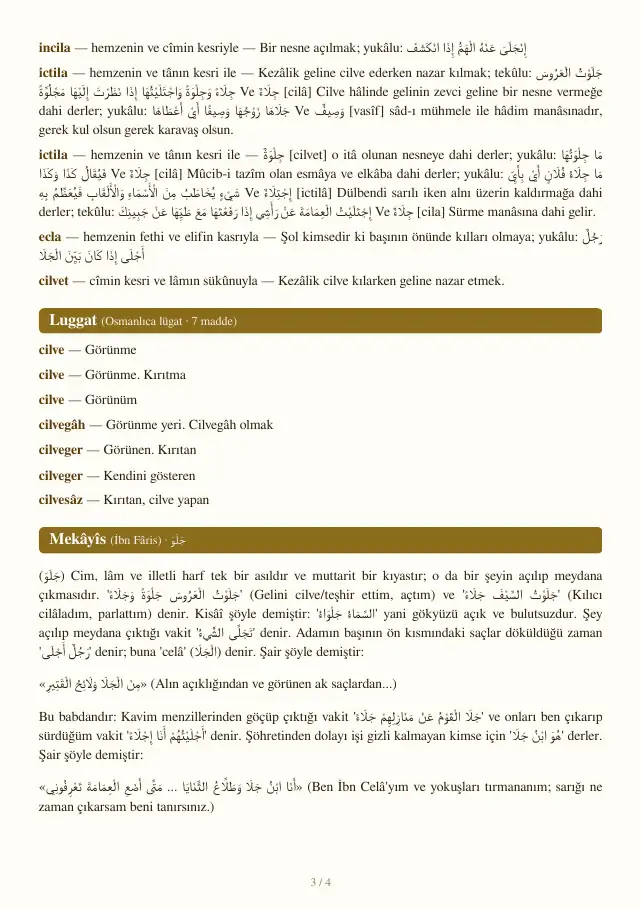 incila — hemzenin ve cîmin kesriyle — Bir nesne açılmak; yukâlu: إِنْجَلَى عَنْهُ الْهَمُّ إِذَا انْكَشَفَ
ictila — hemzenin ve tânın kesri ile — Kezâlik geline cilve ederken nazar kılmak; tekûlu: جَلَوْتُ الْعَرُوسَ
جِلَاءً وَجِلْوَةً وَاجْتَلَيْتُهَا إِذَا نَظَرْتَ إِلَيْهَا مَجْلُوَّةً Ve جِلَاءٌ [cilâ] Cilve hâlinde gelinin zevci geline bir nesne vermeğe
dahi derler; yukâlu: جَلَاهَا زَوْجُهَا وَصِيفًا أَيْ أَعْطَاهَا Ve وَصِيفٌ [vasîf] sâd-ı mühmele ile hâdim manâsınadır,
gerek kul olsun gerek karavaş olsun.
ictila — hemzenin ve tânın kesri ile — جِلْوَةٌ [cilvet] o itâ olunan nesneye dahi derler; yukâlu: مَا جِلْوَتُهَا
فَيُقَالُ كَذَا وَكَذَا Ve جِلَاءٌ [cilâ] Mûcib-i tazîm olan esmâya ve elkâba dahi derler; yukâlu: مَا جِلَاءُ فُلَانٍ أَيْ بِأَيِّ
شَيْءٍ يُخَاطَبُ مِنَ الْأَسْمَاءِ وَالْأَلْقَابِ فَيُعَظَّمُ بِهِ Ve إِجْتِلَاءٌ [ictilâ] Dülbendi sarılı iken alnı üzerin kaldırmağa dahi
derler; tekûlu: إِجْتَلَيْتُ الْعِمَامَةَ عَنْ رَأْسِي إِذَا رَفَعْتَهَا مَعَ طَيِّهَا عَنْ جَبِينِكَ Ve جِلَاءٌ [cila] Sürme manâsına dahi gelir.
ecla — hemzenin fethi ve elifin kasrıyla — Şol kimsedir ki başının önünde kılları olmaya; yukâlu: رَجُلٌ
أَجْلَى إِذَا كَانَ بَيِّنَ الْجَلَا
cilvet — cîmin kesri ve lâmın sükûnuyla — Kezâlik cilve kılarken geline nazar etmek.
Luggat (Osmanlıca lügat · 7 madde)
cilve — Görünme
cilve — Görünme. Kırıtma
cilve — Görünüm
cilvegâh — Görünme yeri. Cilvegâh olmak
cilveger — Görünen. Kırıtan
cilveger — Kendini gösteren
cilvesâz — Kırıtan, cilve yapan
Mekâyîs (İbn Fâris) · جَلَوَ
(جَلَوَ) Cim, lâm ve illetli harf tek bir asıldır ve muttarit bir kıyastır; o da bir şeyin açılıp meydana
çıkmasıdır. 'جَلَوْتُ الْعَرُوسَ جَلْوَةً وَجَلَاءً' (Gelini cilve/teşhir ettim, açtım) ve 'جَلَوْتُ السَّيْفَ جَلَاءً' (Kılıcı
cilâladım, parlattım) denir. Kisâî şöyle demiştir: 'السَّمَاءُ جَلْوَاءُ' yani gökyüzü açık ve bulutsuzdur. Şey
açılıp meydana çıktığı vakit 'تَجَلَّى الشَّيْءُ' denir. Adamın başının ön kısmındaki saçlar döküldüğü zaman
'رَجُلٌ أَجْلَى' denir; buna 'celâ' (الْجَلَا) denir. Şair şöyle demiştir:
«مِنَ الْجَلَا وَلَائِحُ الْقَتِيرِ» (Alın açıklığından ve görünen ak saçlardan...)
Bu babdandır: Kavim menzillerinden göçüp çıktığı vakit 'جَلَا الْقَوْمُ عَنْ مَنَازِلِهِمْ جَلَاءً' ve onları ben çıkarıp
sürdüğüm vakit 'أَجْلَيْتُهُمْ أَنَا إِجْلَاءً' denir. Şöhretinden dolayı işi gizli kalmayan kimse için 'هُوَ ابْنُ جَلَا' derler.
Şair şöyle demiştir:
«أَنَا ابْنُ جَلَا وَطَلَّاعُ الثَّنَايَا ... مَتَى أَضَعِ الْعِمَامَةَ تَعْرِفُونِي» (Ben İbn Celâ'yım ve yokuşları tırmananım; sarığı ne
zaman çıkarsam beni tanırsınız.)
3 / 4